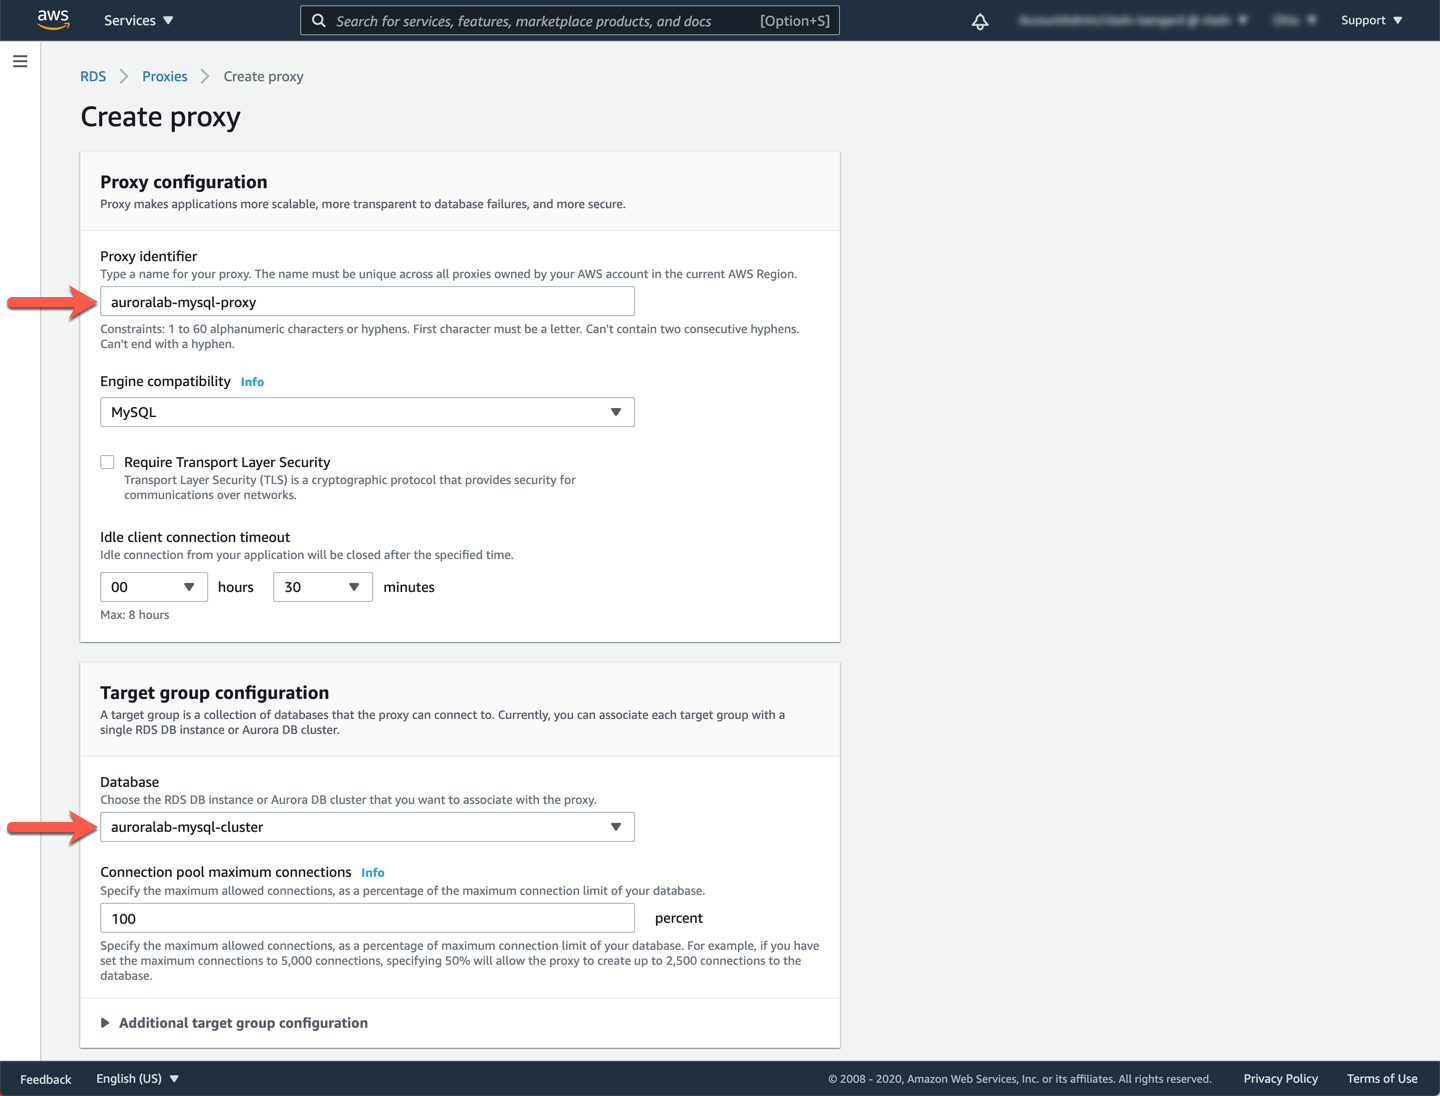 aws Services Search for services, features, marketplace products, and docs [Option+S] Support
RDS Proxies Create proxy
Create proxy
Proxy configuration
Proxy makes applications more scalable, more transparent to database failures, and more secure.
Proxy identifier
Type a name for your proxy. The name must be unique across all proxies owned by your AWS account in the current AWS Region.
auroralab-mysql-proxy
Constraints: 1 to 60 alphanumeric characters or hyphens. First character must be a letter. Can't contain two consecutive hyphens.
Can't end with a hyphen.
Engine compatibility Info
MySQL
Require Transport Layer Security
Transport Layer Security (TLS) is a cryptographic protocol that provides security for
communications over networks.
Idle client connection timeout
Idle connection from your application will be closed after the specified time.
00 hours 30 minutes
Max: 8 hours
Target group configuration
A target group is a collection of databases that the proxy can connect to. Currently, you can associate each target group with a
single RDS DB instance or Aurora DB cluster.
Database
Choose the RDS DB instance or Aurora DB cluster that you want to associate with the proxy.
auroralab-mysql-cluster
Connection pool maximum connections Info
Specify the maximum allowed connections, as a percentage of the maximum connection limit of your database.
100 percent
Specify the maximum allowed connections, as a percentage of maximum connection limit of your database. For example, if you have
set the maximum connections to 5,000 connections, specifying 50% will allow the proxy to create up to 2,500 connections to the
database.
Additional target group configuration
Feedback English (US) © 2008 - 2020, Amazon Web Services, Inc. or its affiliates. All rights reserved. Privacy Policy Terms of Use